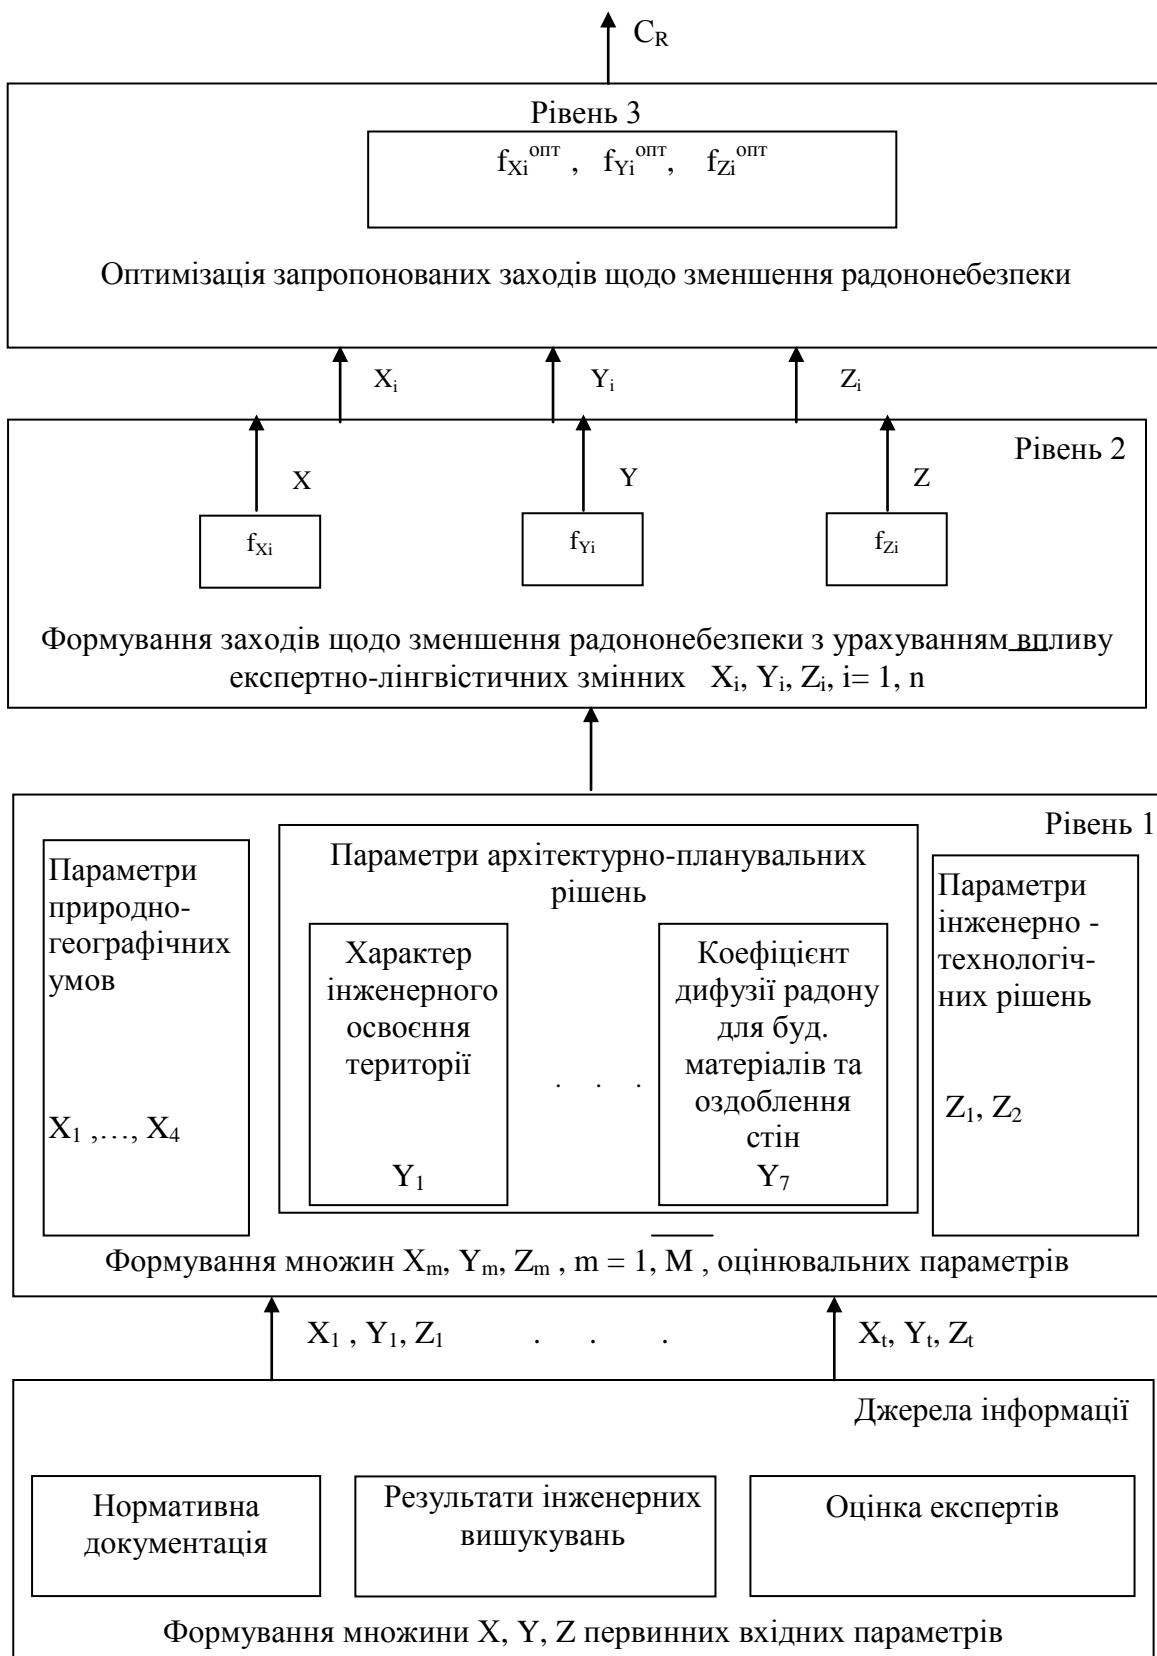 C_R
Рівень 3
f_Xi^опт , f_Yi^опт, f_Zi^опт
Оптимізація запропонованих заходів щодо зменшення радононебезпеки
X_i Y_i Z_i
Рівень 2
X Y Z
f_Xi f_Yi f_Zi
Формування заходів щодо зменшення радононебезпеки з урахуванням впливу
експертно-лінгвістичних змінних X_i, Y_i, Z_i, i= 1, n
Рівень 1
Параметри
природно-
географічних
умов
X_1 ,…, X_4
Параметри архітектурно-планувальних
рішень
Характер
інженерного
освоєння
території
Y_1
. . .
Коефіцієнт
дифузії радону
для буд.
матеріалів та
оздоблення
стін
Y_7
Параметри
інженерно -
технологіч-
них рішень
Z_1, Z_2
Формування множин X_m, Y_m, Z_m , m = 1, M , оцінювальних параметрів
X_1 , Y_1, Z_1 . . . X_t, Y_t, Z_t
Джерела інформації
Нормативна
документація
Результати інженерних
вишукувань
Оцінка експертів
Формування множини X, Y, Z первинних вхідних параметрів